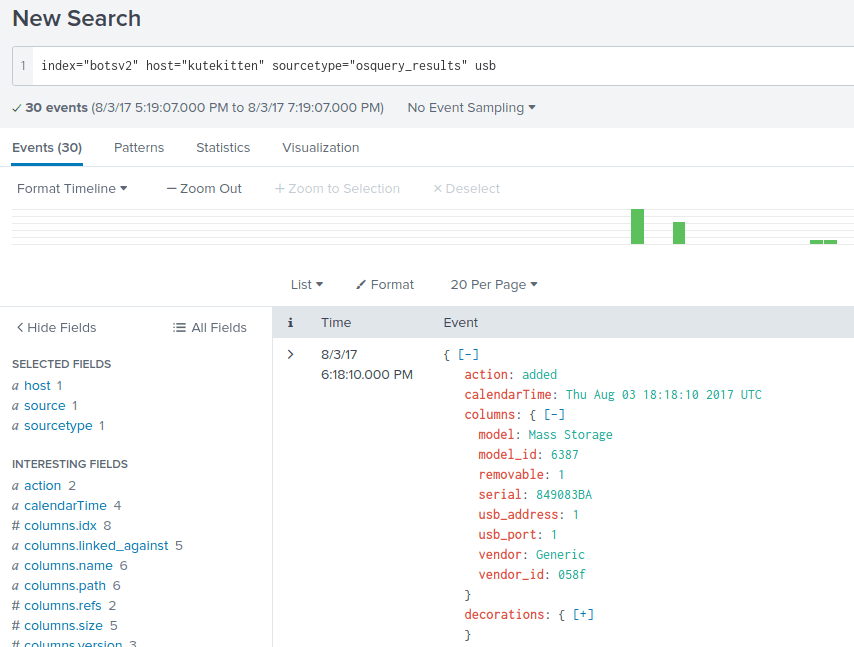 New Search
1 index="botsv2" host="kutekitten" sourcetype="osquery_results" usb
✓ 30 events (8/3/17 5:19:07.000 PM to 8/3/17 7:19:07.000 PM) No Event Sampling ▾
Events (30) Patterns Statistics Visualization
Format Timeline ▾ — Zoom Out + Zoom to Selection × Deselect
List ▾ Format 20 Per Page ▾
< Hide Fields All Fields
i Time Event
SELECTED FIELDS
a host 1
a source 1
a sourcetype 1
INTERESTING FIELDS
a action 2
a calendarTime 4
# columns.idx 8
a columns.linked_against 5
a columns.name 6
a columns.path 6
# columns.refs 2
# columns.size 5
# columns.version 3
> 8/3/17
6:18:10.000 PM
{ [-]
action: added
calendarTime: Thu Aug 03 18:18:10 2017 UTC
columns: { [-]
model: Mass Storage
model_id: 6387
removable: 1
serial: 849083BA
usb_address: 1
usb_port: 1
vendor: Generic
vendor_id: 058f
}
decorations: { [+]
}